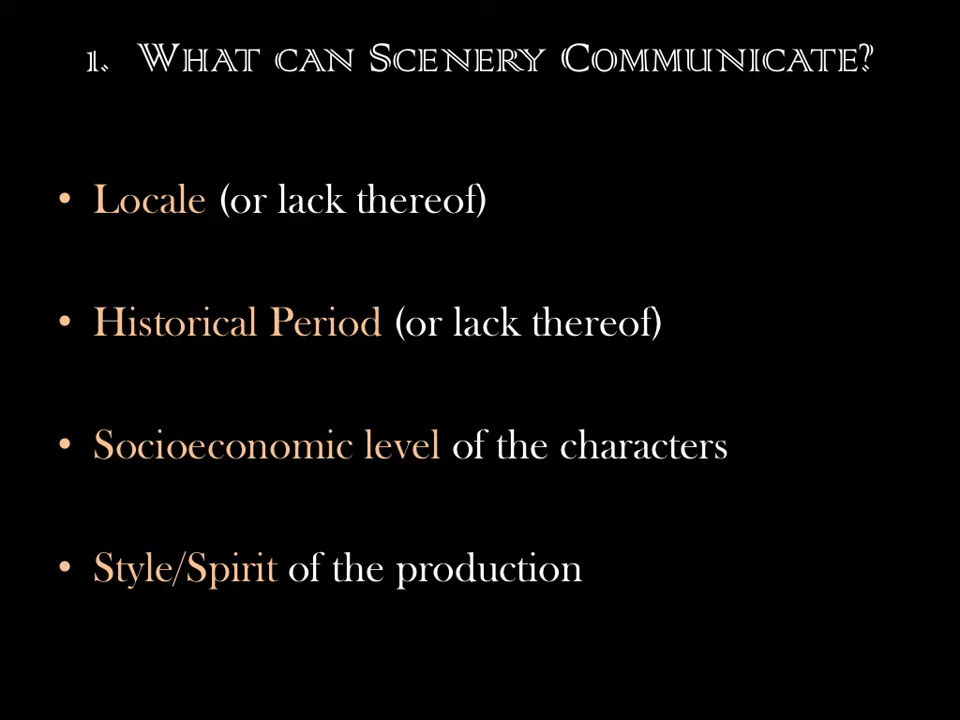 1. What can Scenery Communicate?
• Locale (or lack thereof)
• Historical Period (or lack thereof)
• Socioeconomic level of the characters
• Style/Spirit of the production